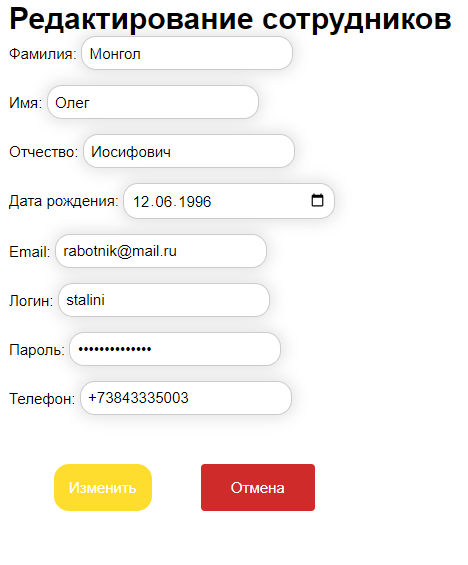 Редактирование сотрудников
Фамилия: Монгол
Имя: Олег
Отчество: Иосифович
Дата рождения: 12.06.1996
Email: rabotnik@mail.ru
Логин: stalini
Пароль: ••••••••••••••
Телефон: +73843335003
Изменить Отмена